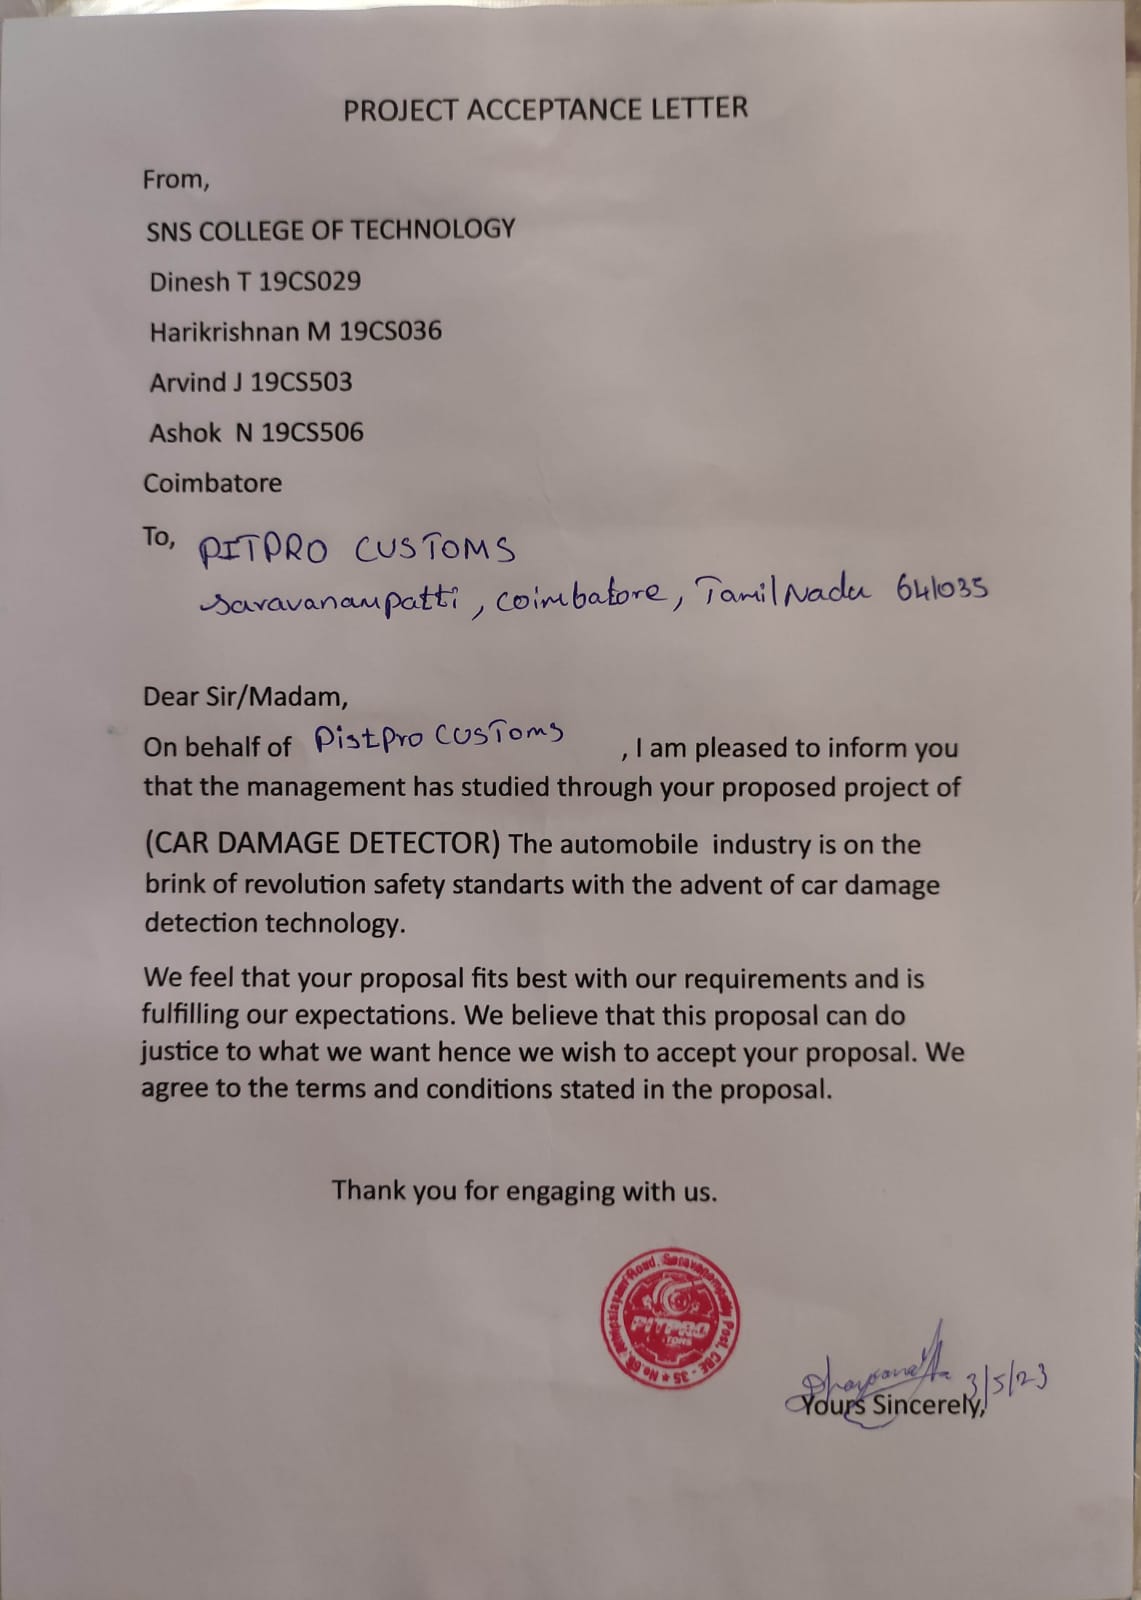 PROJECT ACCEPTANCE LETTER
From,
SNS COLLEGE OF TECHNOLOGY
Dinesh T 19CS029
Harikrishnan M 19CS036
Arvind J 19CS503
Ashok N 19CS506
Coimbatore
To, PITPRO CUSTOMS
Saravanampatti, Coimbatore, Tamil Nadu 641035
Dear Sir/Madam,
On behalf of PistPro CUSToms , I am pleased to inform you
that the management has studied through your proposed project of
(CAR DAMAGE DETECTOR) The automobile industry is on the
brink of revolution safety standarts with the advent of car damage
detection technology.
We feel that your proposal fits best with our requirements and is
fulfilling our expectations. We believe that this proposal can do
justice to what we want hence we wish to accept your proposal. We
agree to the terms and conditions stated in the proposal.
Thank you for engaging with us.
Road, Post, CBE - 35 * No
PITPRO
3/5/23
Yours Sincerely,